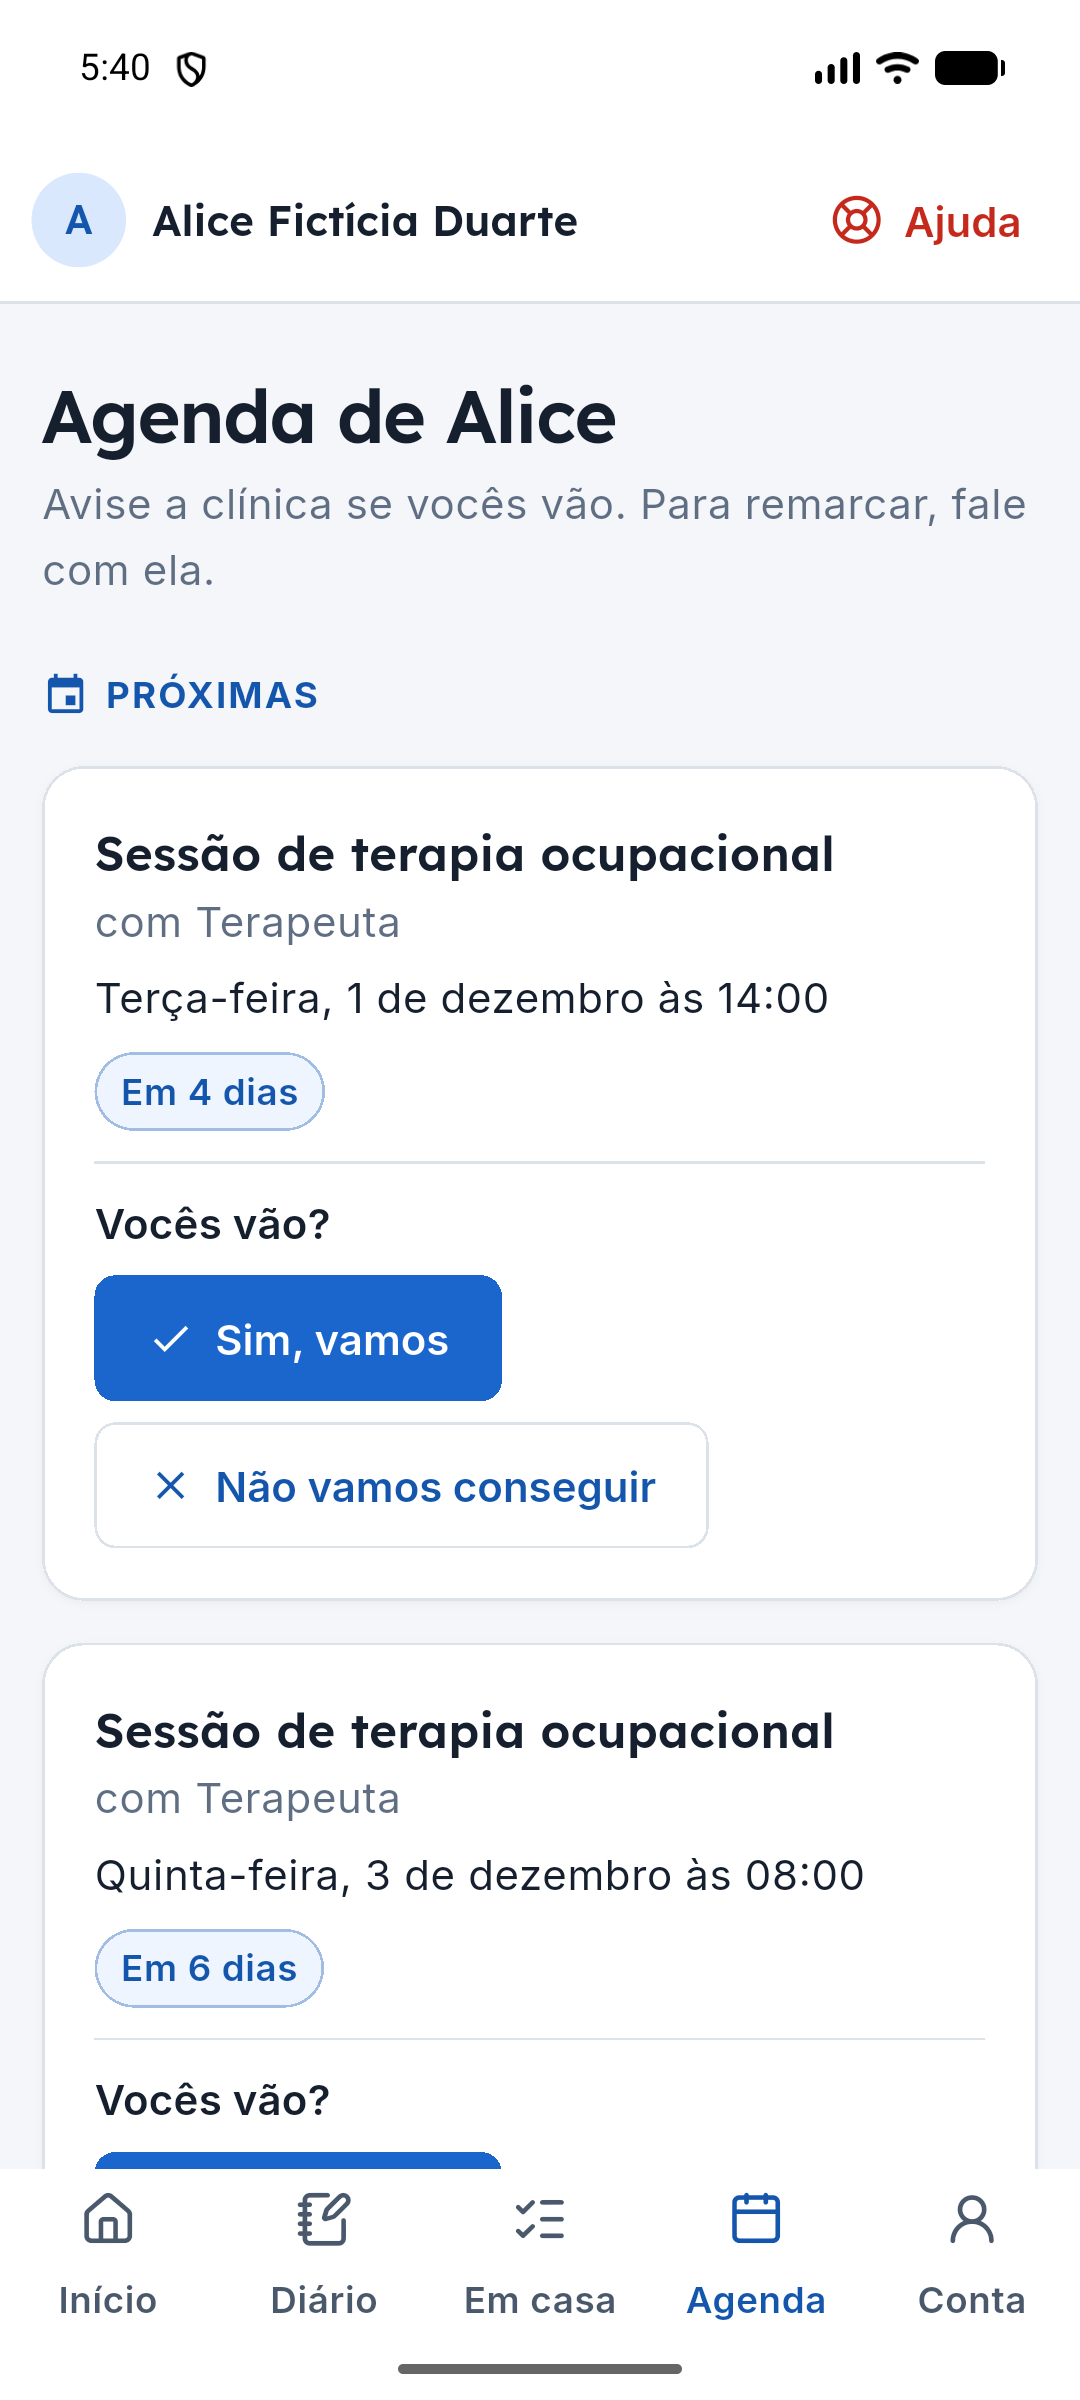 5:40
A
Alice Fictícia Duarte
Ajuda
Agenda de Alice
Avise a clínica se vocês vão. Para remarcar, fale
com ela.
PRÓXIMAS
Sessão de terapia ocupacional
com Terapeuta
Terça-feira, 1 de dezembro às 14:00
Em 4 dias
Vocês vão?
Sim, vamos
Não vamos conseguir
Sessão de terapia ocupacional
com Terapeuta
Quinta-feira, 3 de dezembro às 08:00
Em 6 dias
Vocês vão?
Início
Diário
Em casa
Agenda
Conta